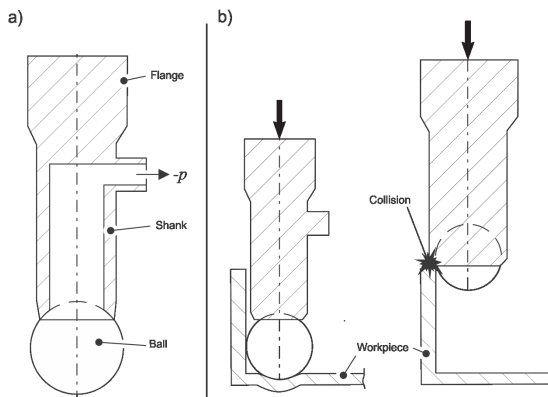 a)
Flange
-p
Shank
Ball
b)
Collision
Workpiece